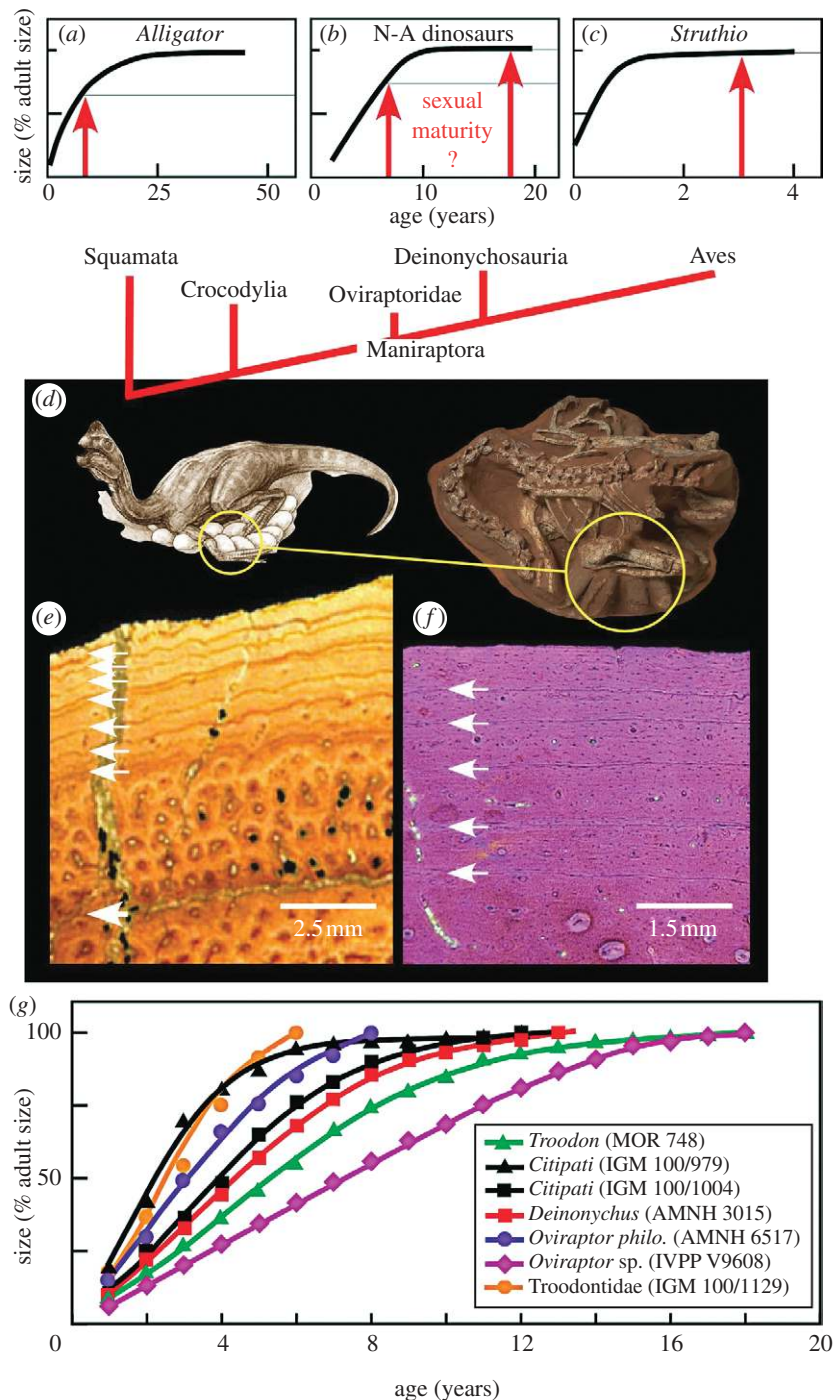 (a) Alligator
(b) N-A dinosaurs
(c) Struthio
size (% adult size)
sexual
maturity
?
0 25 50
0 10 20
0 2 4
age (years)
Squamata
Crocodylia
Oviraptoridae
Deinonychosauria
Aves
Maniraptora
(d)
(e)
2.5 mm
(f)
1.5 mm
(g)
100
50
size (% adult size)
Troodon (MOR 748)
Citipati (IGM 100/979)
Citipati (IGM 100/1004)
Deinonychus (AMNH 3015)
Oviraptor philo. (AMNH 6517)
Oviraptor sp. (IVPP V9608)
Troodontidae (IGM 100/1129)
0 4 8 12 16 20
age (years)